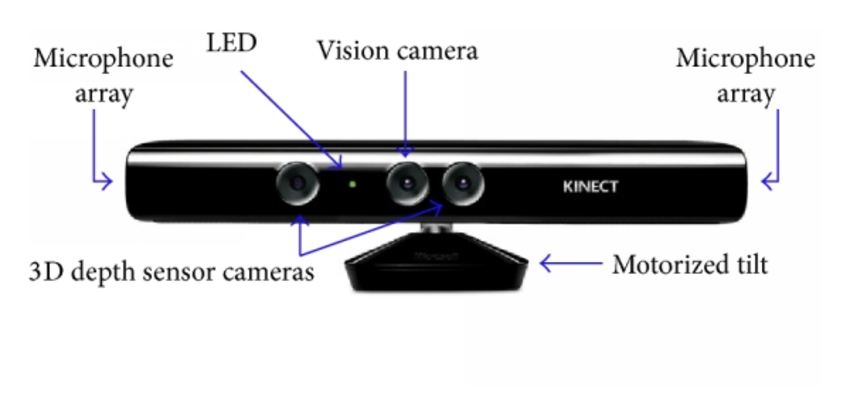 LED
Vision camera
Microphone
array
Microphone
array
KINECT
3D depth sensor cameras
Motorized tilt